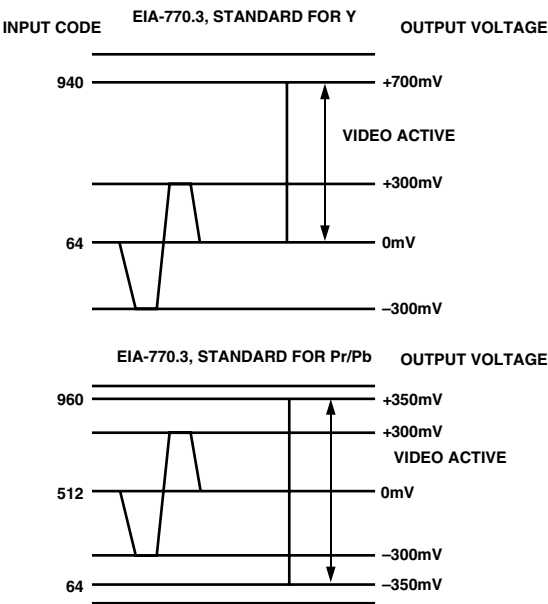 EIA-770.3, STANDARD FOR Y
INPUT CODE
OUTPUT VOLTAGE
940
+700mV
VIDEO ACTIVE
+300mV
64
0mV
–300mV
EIA-770.3, STANDARD FOR Pr/Pb
OUTPUT VOLTAGE
960
+350mV
+300mV
VIDEO ACTIVE
512
0mV
–300mV
64
–350mV